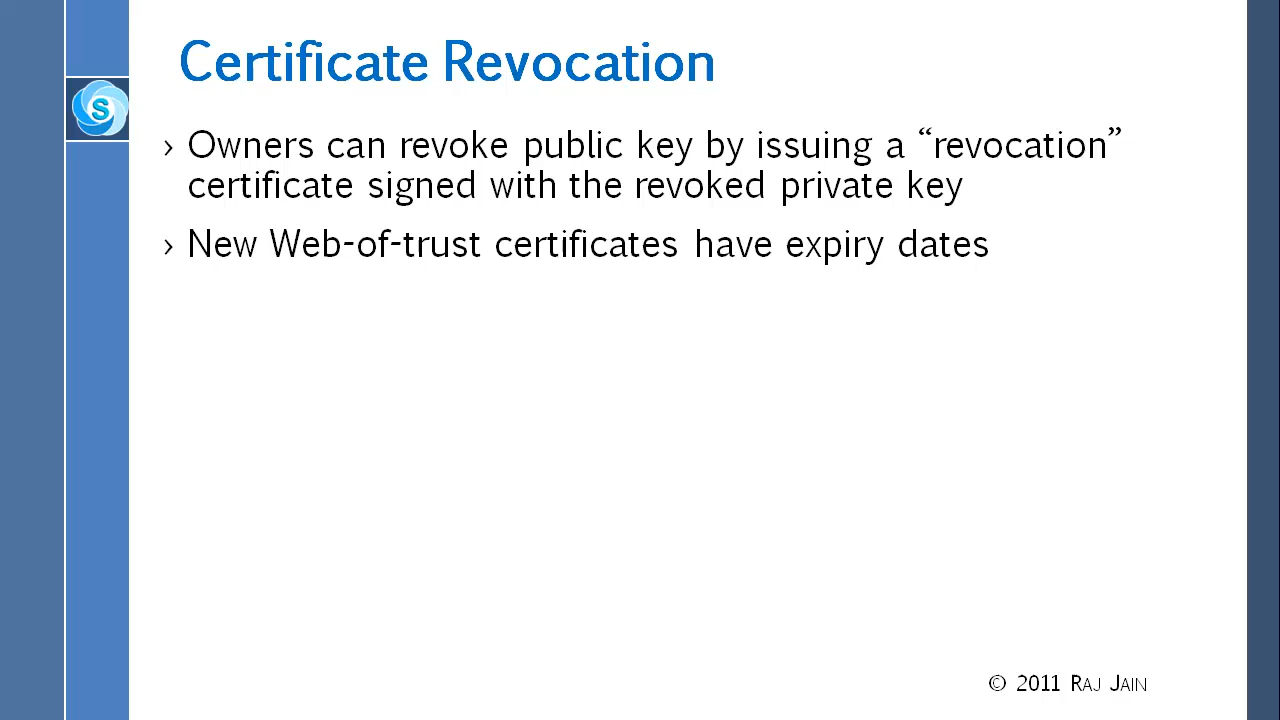 Certificate Revocation
S
› Owners can revoke public key by issuing a “revocation”
certificate signed with the revoked private key
› New Web-of-trust certificates have expiry dates
© 2011 RAJ JAIN